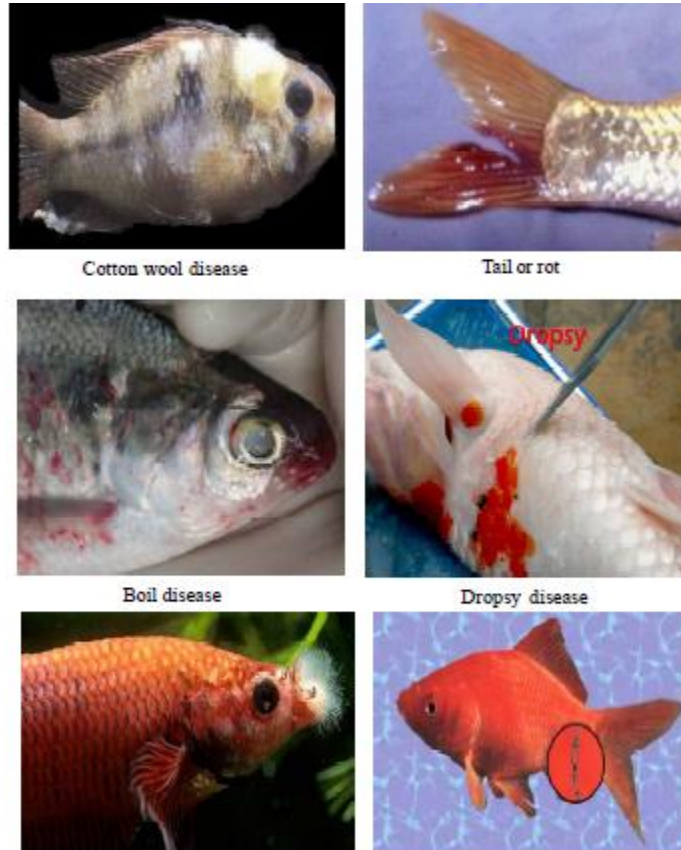 Cotton wool disease
Tail or rot
Dropsy
Boil disease
Dropsy disease